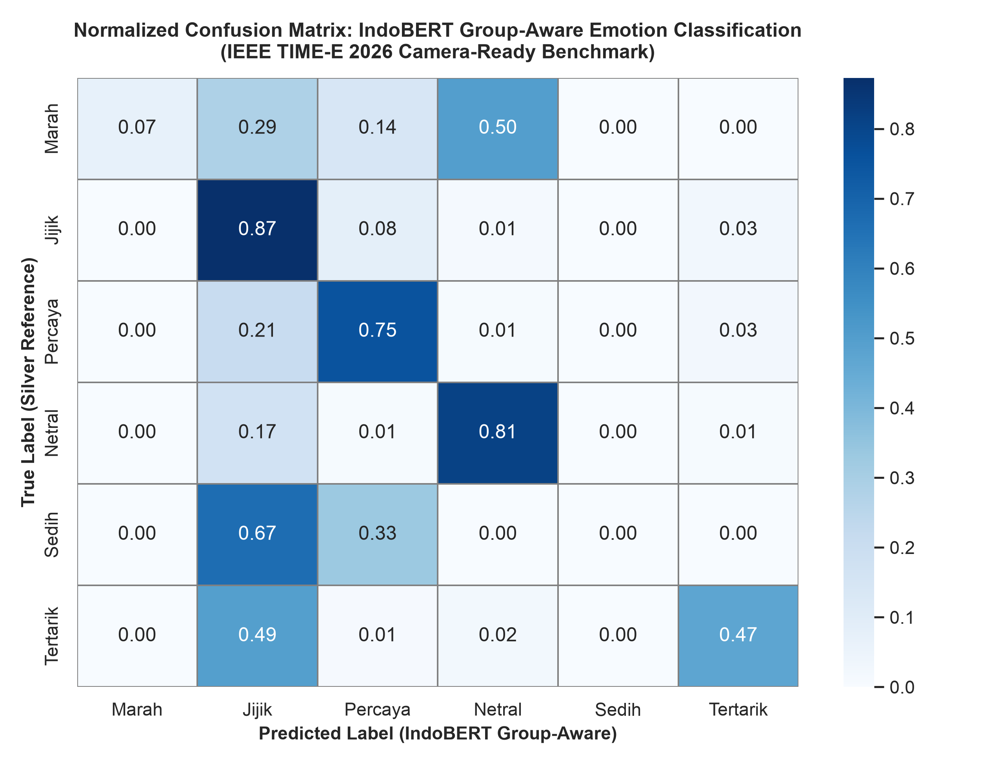 Normalized Confusion Matrix: IndoBERT Group-Aware Emotion Classification
(IEEE TIME-E 2026 Camera-Ready Benchmark)
True Label (Silver Reference)
Marah 0.07 0.29 0.14 0.50 0.00 0.00
Jijik 0.00 0.87 0.08 0.01 0.00 0.03
Percaya 0.00 0.21 0.75 0.01 0.00 0.03
Netral 0.00 0.17 0.01 0.81 0.00 0.01
Sedih 0.00 0.67 0.33 0.00 0.00 0.00
Tertarik 0.00 0.49 0.01 0.02 0.00 0.47
Marah Jijik Percaya Netral Sedih Tertarik
Predicted Label (IndoBERT Group-Aware)
0.8
0.7
0.6
0.5
0.4
0.3
0.2
0.1
0.0